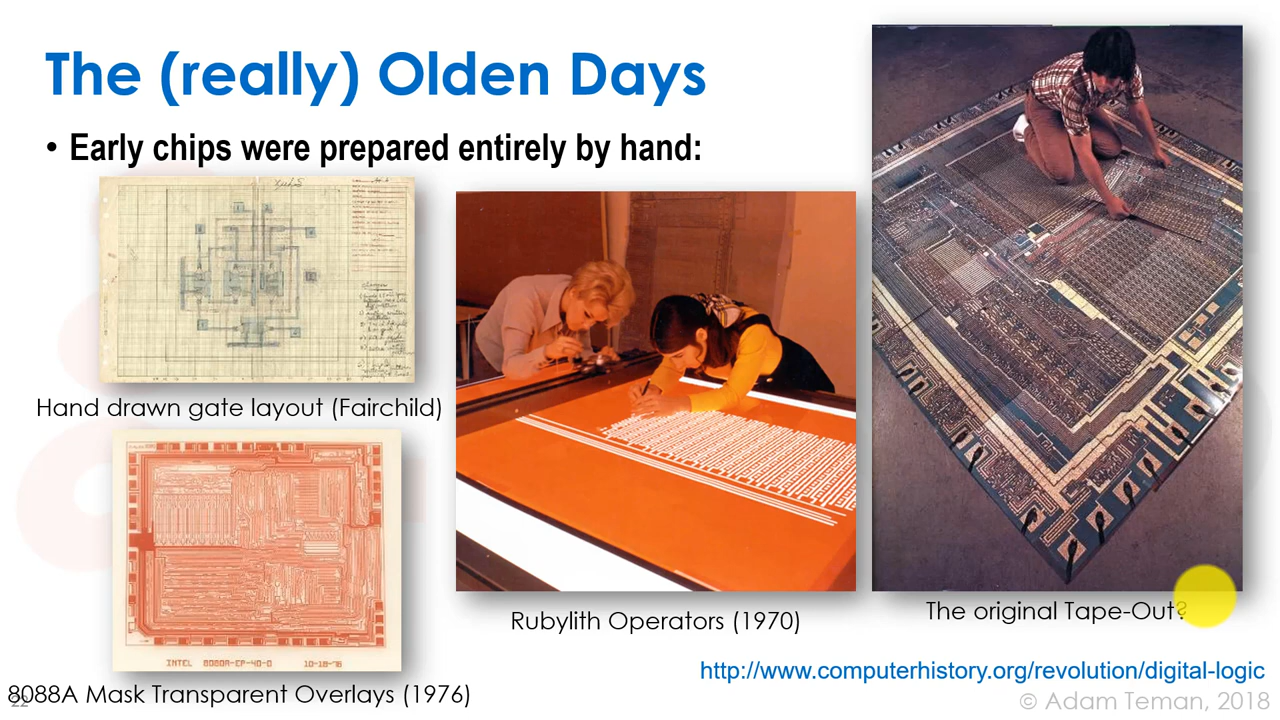 The (really) Olden Days
• Early chips were prepared entirely by hand:
Hand drawn gate layout (Fairchild)
INTEL 8080A-EP-40-0 10-18-76
8088A Mask Transparent Overlays (1976)
Rubylith Operators (1970)
The original Tape-Out?
http://www.computerhistory.org/revolution/digital-logic
22
© Adam Teman, 2018